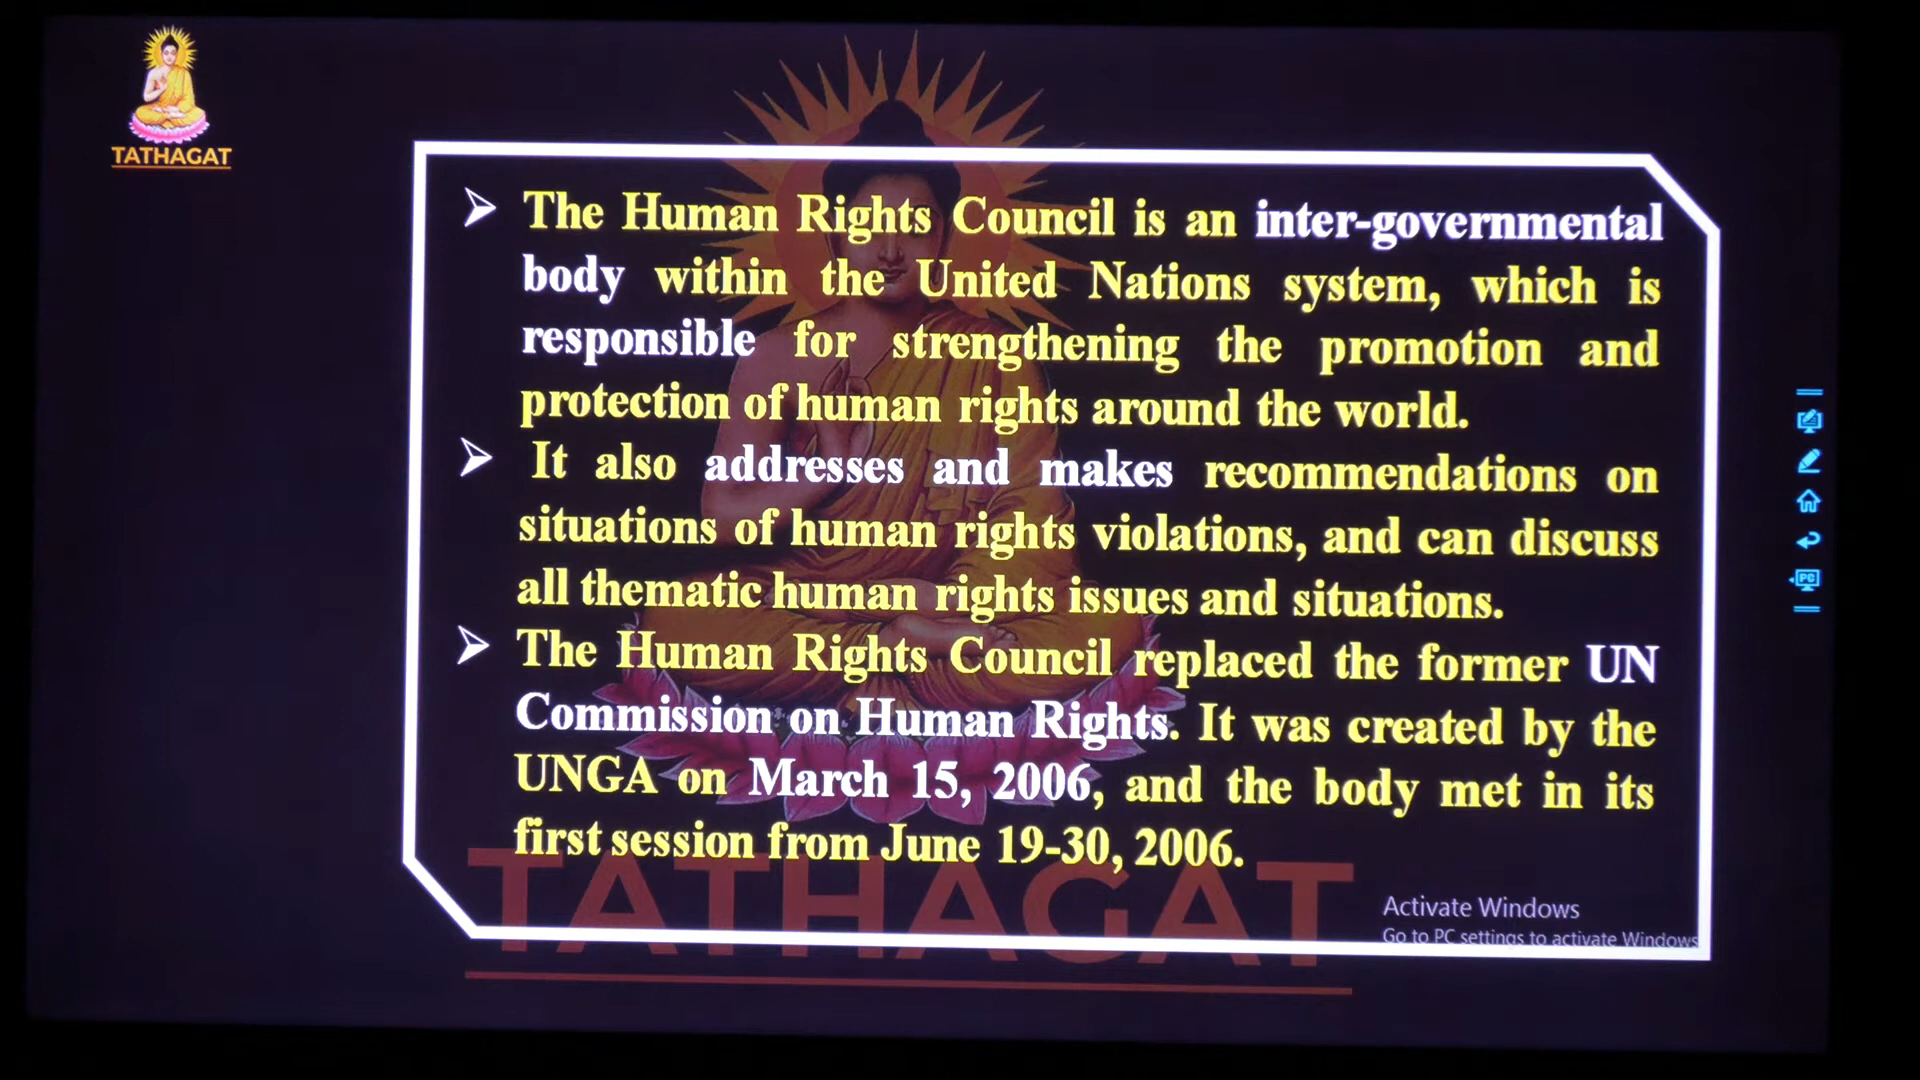 TATHAGAT
➢ The Human Rights Council is an inter-governmental
body within the United Nations system, which is
responsible for strengthening the promotion and
protection of human rights around the world.
➢ It also addresses and makes recommendations on
situations of human rights violations, and can discuss
all thematic human rights issues and situations.
➢ The Human Rights Council replaced the former UN
Commission on Human Rights. It was created by the
UNGA on March 15, 2006, and the body met in its
first session from June 19-30, 2006.
TATHAGAT
Activate Windows
Go to PC settings to activate Windows
PC